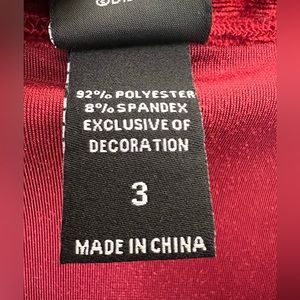 92% POLYESTER
8% SPANDEX
EXCLUSIVE OF
DECORATION
3
MADE IN CHINA